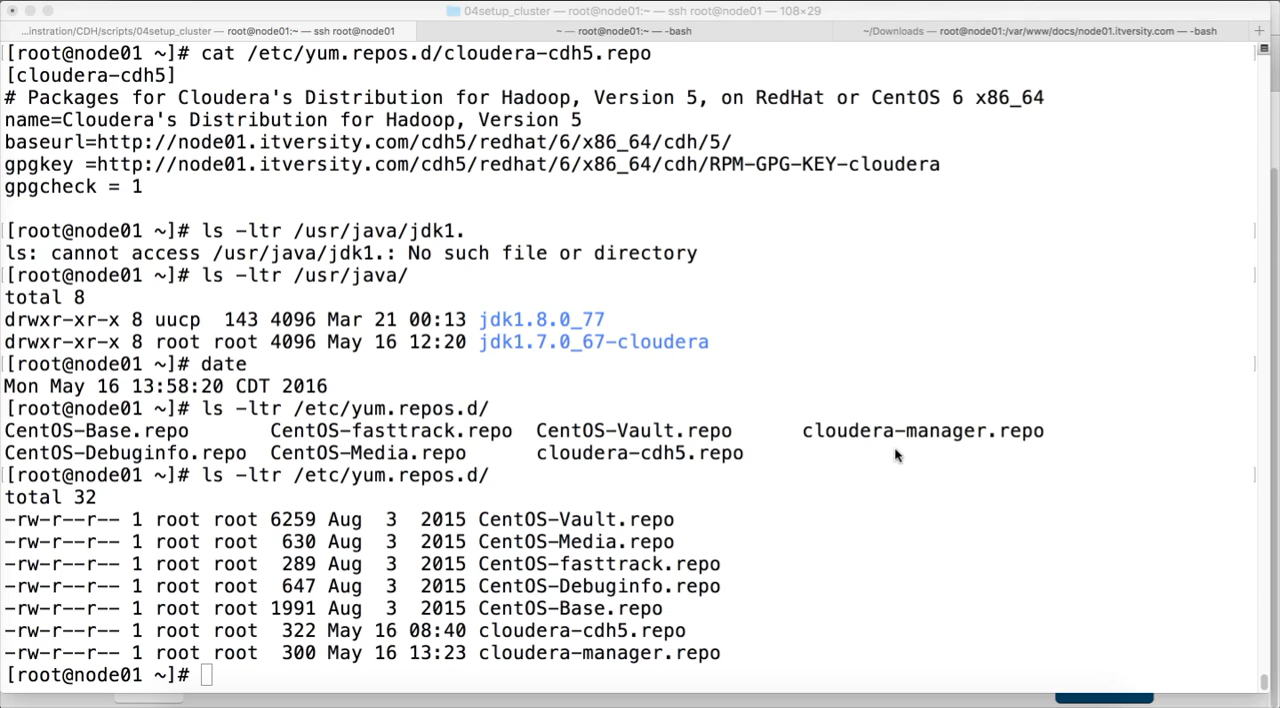 04setup_cluster — root@node01:~ — ssh root@node01 — 108×29
...instration/CDH/scripts/04setup_cluster — root@node01:~ — ssh root@node01
~ — root@node01:~ — -bash
~/Downloads — root@node01:/var/www/docs/node01.itversity.com — -bash
+
[root@node01 ~]# cat /etc/yum.repos.d/cloudera-cdh5.repo
[cloudera-cdh5]
# Packages for Cloudera's Distribution for Hadoop, Version 5, on RedHat or CentOS 6 x86_64
name=Cloudera's Distribution for Hadoop, Version 5
baseurl=http://node01.itversity.com/cdh5/redhat/6/x86_64/cdh/5/
gpgkey =http://node01.itversity.com/cdh5/redhat/6/x86_64/cdh/RPM-GPG-KEY-cloudera
gpgcheck = 1
[root@node01 ~]# ls -ltr /usr/java/jdk1.
ls: cannot access /usr/java/jdk1.: No such file or directory
[root@node01 ~]# ls -ltr /usr/java/
total 8
drwxr-xr-x 8 uucp  143 4096 Mar 21 00:13 jdk1.8.0_77
drwxr-xr-x 8 root root 4096 May 16 12:20 jdk1.7.0_67-cloudera
[root@node01 ~]# date
Mon May 16 13:58:20 CDT 2016
[root@node01 ~]# ls -ltr /etc/yum.repos.d/
CentOS-Base.repo       CentOS-fasttrack.repo  CentOS-Vault.repo      cloudera-manager.repo
CentOS-Debuginfo.repo  CentOS-Media.repo      cloudera-cdh5.repo
[root@node01 ~]# ls -ltr /etc/yum.repos.d/
total 32
-rw-r--r-- 1 root root 6259 Aug  3  2015 CentOS-Vault.repo
-rw-r--r-- 1 root root  630 Aug  3  2015 CentOS-Media.repo
-rw-r--r-- 1 root root  289 Aug  3  2015 CentOS-fasttrack.repo
-rw-r--r-- 1 root root  647 Aug  3  2015 CentOS-Debuginfo.repo
-rw-r--r-- 1 root root 1991 Aug  3  2015 CentOS-Base.repo
-rw-r--r-- 1 root root  322 May 16 08:40 cloudera-cdh5.repo
-rw-r--r-- 1 root root  300 May 16 13:23 cloudera-manager.repo
[root@node01 ~]#